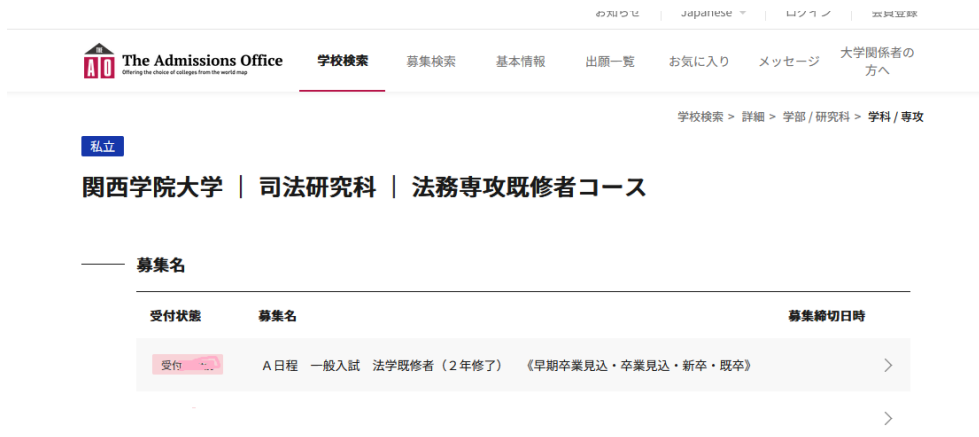 お知らせ Japanese ログイン 会員登録
The Admissions Office
Offering the choice of colleges from the world map
学校検索 募集検索 基本情報 出願一覧 お気に入り メッセージ 大学関係者の方へ
学校検索 > 詳細 > 学部 / 研究科 > 学科 / 専攻
私立
関西学院大学 | 司法研究科 | 法務専攻既修者コース
募集名
受付状態 募集名 募集締切日時
受付 A日程 一般入試 法学既修者（２年修了） 《早期卒業見込・卒業見込・新卒・既卒》